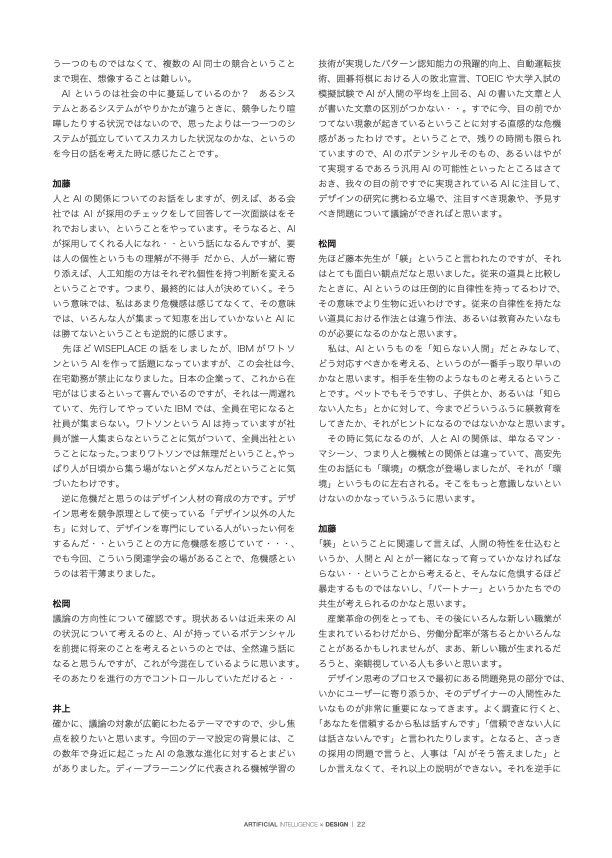 う一つのものではなくて、複数の AI 同士の競合ということ
まで現在、想像することは難しい。
　AI というのは社会の中に蔓延しているのか？　あるシス
テムとあるシステムがやりかたが違うときに、競争したり喧
嘩したりする状況ではないので、思ったよりは一つ一つのシ
ステムが孤立していてスカスカした状況なのかな、というの
を今日の話を考えた時に感じたことです。
加藤
人と AI の関係についてのお話をしますが、例えば、ある会
社では AI が採用のチェックをして回答して一次面談はをそ
れでおしまい、ということをやっています。そうなると、AI
が採用してくれる人になれ・・という話になるんですが、要
は人の個性というもの理解が不得手 だから、人が一緒に寄
り添えば、人工知能の方はそれぞれ個性を持つ判断を変える
ということです。つまり、最終的には人が決めていく。そう
いう意味では、私はあまり危機感は感じてなくて、その意味
では、いろんな人が集まって知恵を出していかないと AI に
は勝てないということも逆説的に感じます。
　先ほど WISEPLACE の話をしましたが、IBM がワトソ
ンという AI を作って話題になっていますが、この会社は今、
在宅勤務が禁止になりました。日本の企業って、これから在
宅がはじまるといって喜んでいるのですが、それは一周遅れ
ていて、先行してやっていた IBM では、全員在宅になると
社員が集まらない。ワトソンという AI は持っていますが社
員が誰一人集まらなということに気がついて、全員出社とい
うことになった。つまりワトソンでは無理だということ。やっ
ぱり人が日頃から集う場がないとダメなんだということに気
づいたわけです。
　逆に危機だと思うのはデザイン人材の育成の方です。デザ
イン思考を競争原理として使っている「デザイン以外の人た
ち」に対して、デザインを専門にしている人がいったい何を
するんだ・・ということの方に危機感を感じていて・・・、
でも今回、こういう関連学会の場があることで、危機感とい
うのは若干薄まりました。
松岡
議論の方向性について確認です。現状あるいは近未来の AI
の状況について考えるのと、AI が持っているポテンシャル
を前提に将来のことを考えるというのとでは、全然違う話に
なると思うんですが、これが今混在しているように思います。
そのあたりを進行の方でコントロールしていただけると・・
井上
確かに、議論の対象が広範にわたるテーマですので、少し焦
点を絞りたいと思います。今回のテーマ設定の背景には、こ
の数年で身近に起こった AI の急激な進化に対するとまどい
がありました。ディープラーニングに代表される機械学習の
技術が実現したパターン認知能力の飛躍的向上、自動運転技
術、囲碁将棋における人の敗北宣言、TOEIC や大学入試の
模擬試験で AI が人間の平均を上回る、AI の書いた文章と人
が書いた文章の区別がつかない・・。すでに今、目の前でか
つてない現象が起きているということに対する直感的な危機
感があったわけです。ということで、残りの時間も限られ
ていますので、AI のポテンシャルそのもの、あるいはやが
て実現するであろう汎用 AI の可能性といったところはさて
おき、我々の目の前ですでに実現されている AI に注目して、
デザインの研究に携わる立場で、注目すべき現象や、予見す
べき問題について議論ができればと思います。
松岡
先ほど藤本先生が「躾」ということ言われたのですが、それ
はとても面白い観点だなと思いました。従来の道具と比較し
たときに、AI というのは圧倒的に自律性を持ってるわけで、
その意味でより生物に近いわけです。従来の自律性を持たな
い道具における作法とは違う作法、あるいは教育みたいなも
のが必要になるのかなと思います。
　私は、AI というものを「知らない人間」だとみなして、
どう対応すべきかを考える、というのが一番手っ取り早いの
かなと思います。相手を生物のようなものと考えるというこ
とです。ペットでもそうですし、子供とか、あるいは「知ら
ない人たち」とかに対して、今までどういうふうに躾教育を
してきたか、それがヒントになるのではないかなと思います。
　その時に気になるのが、人と AI の関係は、単なるマン・
マシーン、つまり人と機械との関係とは違っていて、高安先
生のお話にも「環境」の概念が登場しましたが、それが「環
境」というものに左右される。そこをもっと意識しないとい
けないのかなっていうふうに思います。
加藤
「躾」ということに関連して言えば、人間の特性を仕込むと
いうか、人間と AI とが一緒になって育っていかなければな
らない・・ということから考えると、そんなに危惧するほど
暴走するものではないし、「パートナー」というかたちでの
共生が考えられるのかなと思います。
　産業革命の例をとっても、その後にいろんな新しい職業が
生まれているわけだから、労働分配率が落ちるとかいろんな
ことがあるかもしれませんが、まあ、新しい職が生まれるだ
ろうと、楽観視している人も多いと思います。
　デザイン思考のプロセスで最初にある問題発見の部分では、
いかにユーザーに寄り添うか、そのデザイナーの人間性みた
いなものが非常に重要になってきます。よく調査に行くと、
「あなたを信頼するから話すんです」「信頼できない人に
は話さないんです」と言われたりします。となると、さっき
の採用の問題で言うと、人事は「AI がそう答えました」と
しか言えなくて、それ以上の説明ができない。それを逆手に
ARTIFICIAL INTELLIGENCE × DESIGN | 22